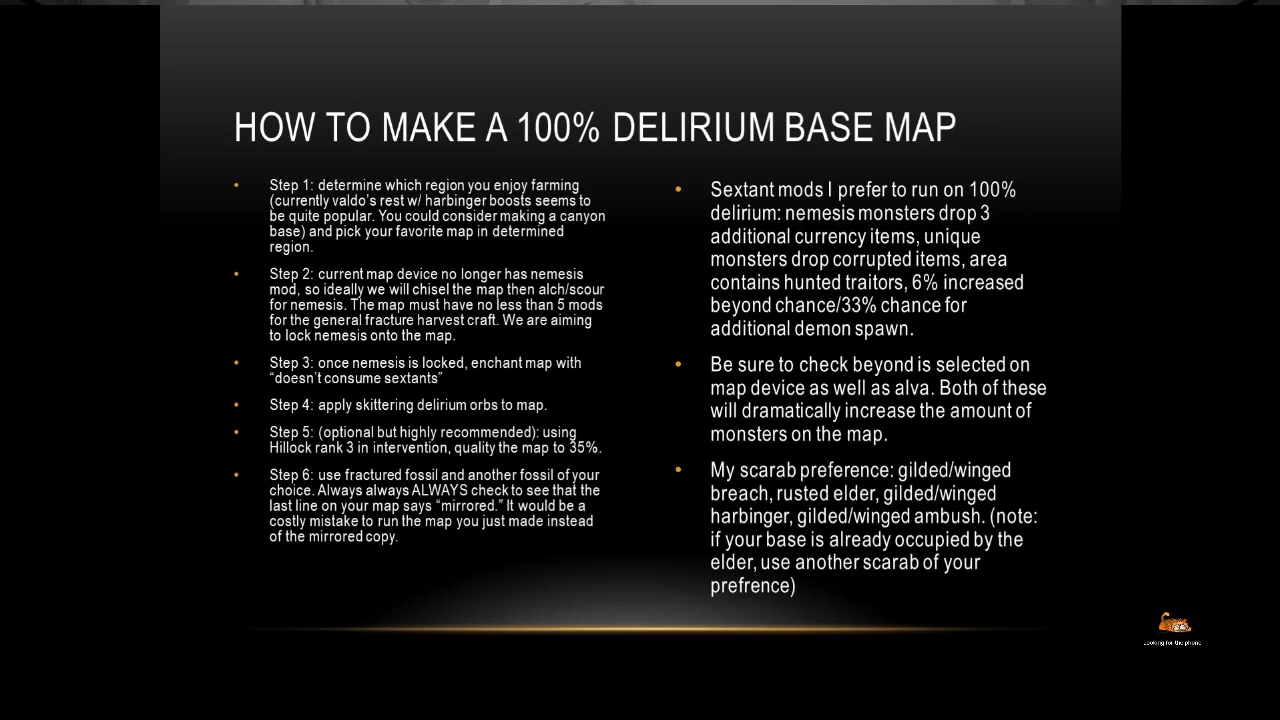 HOW TO MAKE A 100% DELIRIUM BASE MAP
• Step 1: determine which region you enjoy farming
(currently valdo's rest w/ harbinger boosts seems to
be quite popular. You could consider making a canyon
base) and pick your favorite map in determined
region.
• Step 2: current map device no longer has nemesis
mod, so ideally we will chisel the map then alch/scour
for nemesis. The map must have no less than 5 mods
for the general fracture harvest craft. We are aiming
to lock nemesis onto the map.
• Step 3: once nemesis is locked, enchant map with
“doesn't consume sextants”
• Step 4: apply skittering delirium orbs to map.
• Step 5: (optional but highly recommended): using
Hillock rank 3 in intervention, quality the map to 35%.
• Step 6: use fractured fossil and another fossil of your
choice. Always always ALWAYS check to see that the
last line on your map says “mirrored.” It would be a
costly mistake to run the map you just made instead
of the mirrored copy.
• Sextant mods I prefer to run on 100%
delirium: nemesis monsters drop 3
additional currency items, unique
monsters drop corrupted items, area
contains hunted traitors, 6% increased
beyond chance/33% chance for
additional demon spawn.
• Be sure to check beyond is selected on
map device as well as alva. Both of these
will dramatically increase the amount of
monsters on the map.
• My scarab preference: gilded/winged
breach, rusted elder, gilded/winged
harbinger, gilded/winged ambush. (note:
if your base is already occupied by the
elder, use another scarab of your
prefrence)
Looking for the phone